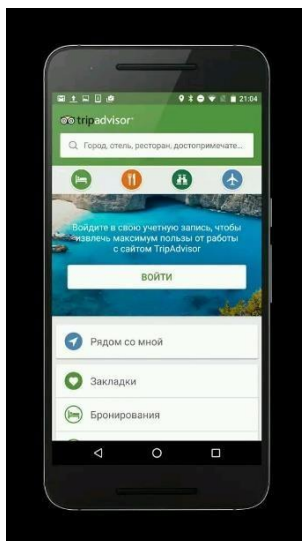 21:04
tripadvisor
Город, отель, ресторан, достопримечате...
Войдите в свою учетную запись, чтобы
извлечь максимум пользы от работы
с сайтом TripAdvisor
ВОЙТИ
Рядом со мной
Закладки
Бронирования